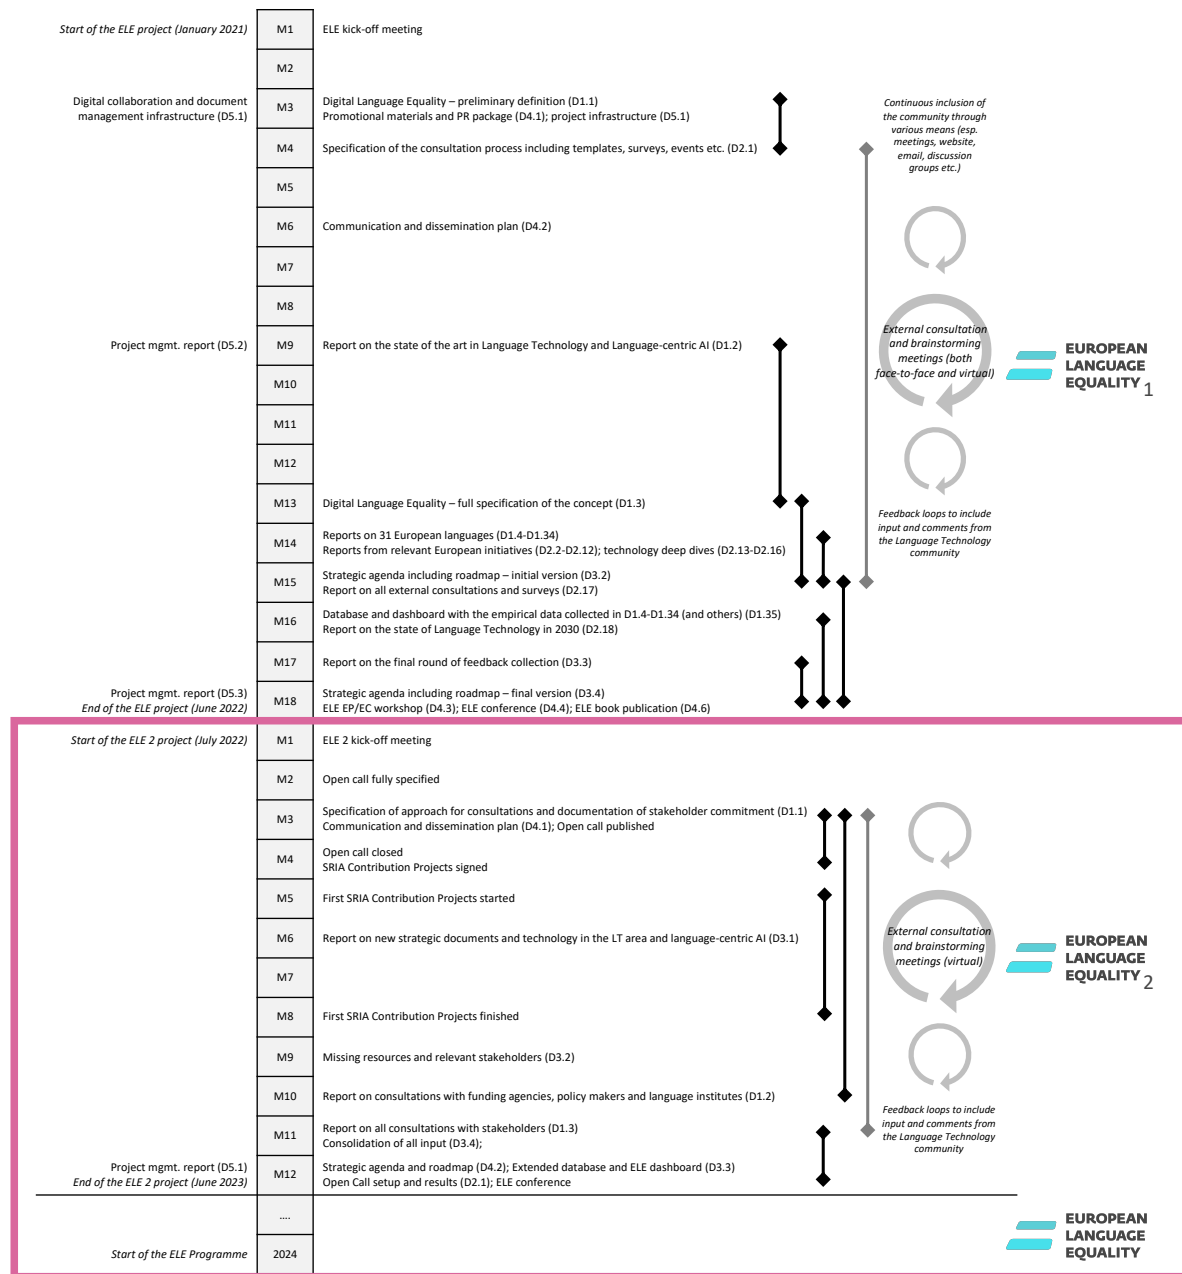 Start of the ELE project (January 2021)
M1
ELE kick-off meeting
M2
Digital collaboration and document
management infrastructure (D5.1)
M3
Digital Language Equality – preliminary definition (D1.1)
Promotional materials and PR package (D4.1); project infrastructure (D5.1)
Continuous inclusion of
the community through
various means (esp.
meetings, website,
email, discussion
groups etc.)
M4
Specification of the consultation process including templates, surveys, events etc. (D2.1)
M5
M6
Communication and dissemination plan (D4.2)
M7
M8
Project mgmt. report (D5.2)
M9
Report on the state of the art in Language Technology and Language-centric AI (D1.2)
External consultation
and brainstorming
meetings (both
face-to-face and virtual)
EUROPEAN
LANGUAGE
EQUALITY 1
M10
M11
M12
M13
Digital Language Equality – full specification of the concept (D1.3)
M14
Reports on 31 European languages (D1.4-D1.34)
Reports from relevant European initiatives (D2.2-D2.12); technology deep dives (D2.13-D2.16)
Feedback loops to include
input and comments from
the Language Technology
community
M15
Strategic agenda including roadmap – initial version (D3.2)
Report on all external consultations and surveys (D2.17)
M16
Database and dashboard with the empirical data collected in D1.4-D1.34 (and others) (D1.35)
Report on the state of Language Technology in 2030 (D2.18)
M17
Report on the final round of feedback collection (D3.3)
Project mgmt. report (D5.3)
End of the ELE project (June 2022)
M18
Strategic agenda including roadmap – final version (D3.4)
ELE EP/EC workshop (D4.3); ELE conference (D4.4); ELE book publication (D4.6)
Start of the ELE 2 project (July 2022)
M1
ELE 2 kick-off meeting
M2
Open call fully specified
M3
Specification of approach for consultations and documentation of stakeholder commitment (D1.1)
Communication and dissemination plan (D4.1); Open call published
M4
Open call closed
SRIA Contribution Projects signed
M5
First SRIA Contribution Projects started
M6
Report on new strategic documents and technology in the LT area and language-centric AI (D3.1)
External consultation
and brainstorming
meetings (virtual)
EUROPEAN
LANGUAGE
EQUALITY 2
M7
M8
First SRIA Contribution Projects finished
M9
Missing resources and relevant stakeholders (D3.2)
M10
Report on consultations with funding agencies, policy makers and language institutes (D1.2)
M11
Report on all consultations with stakeholders (D1.3)
Consolidation of all input (D3.4);
Feedback loops to include
input and comments from
the Language Technology
community
Project mgmt. report (D5.1)
End of the ELE 2 project (June 2023)
M12
Strategic agenda and roadmap (D4.2); Extended database and ELE dashboard (D3.3)
Open Call setup and results (D2.1); ELE conference
....
Start of the ELE Programme
2024
EUROPEAN
LANGUAGE
EQUALITY